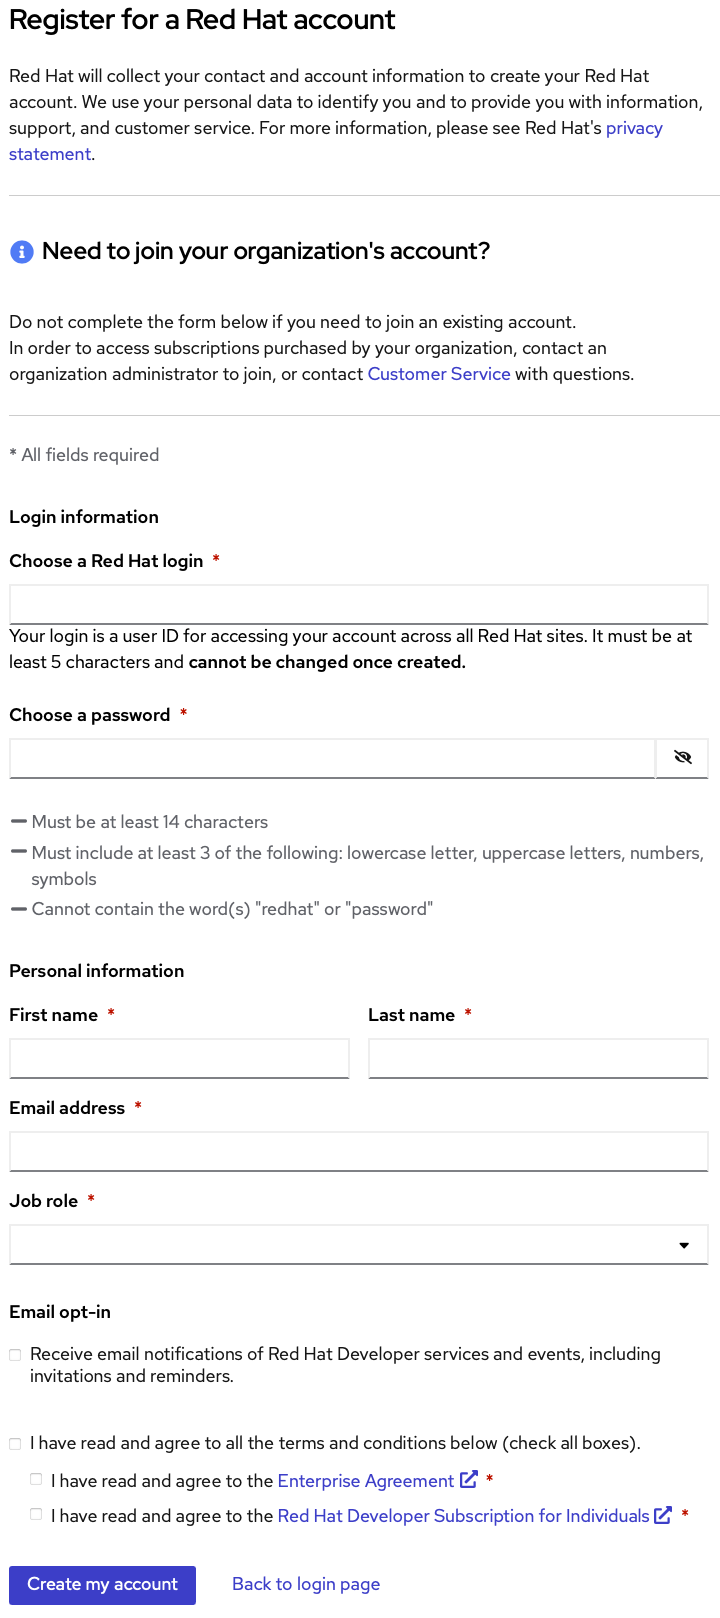 Register for a Red Hat account
Red Hat will collect your contact and account information to create your Red Hat
account. We use your personal data to identify you and to provide you with information,
support, and customer service. For more information, please see Red Hat's privacy
statement.
Need to join your organization's account?
Do not complete the form below if you need to join an existing account.
In order to access subscriptions purchased by your organization, contact an
organization administrator to join, or contact Customer Service with questions.
* All fields required
Login information
Choose a Red Hat login *
Your login is a user ID for accessing your account across all Red Hat sites. It must be at
least 5 characters and cannot be changed once created.
Choose a password *
Must be at least 14 characters
Must include at least 3 of the following: lowercase letter, uppercase letters, numbers,
symbols
Cannot contain the word(s) "redhat" or "password"
Personal information
First name * Last name *
Email address *
Job role *
Email opt-in
Receive email notifications of Red Hat Developer services and events, including
invitations and reminders.
I have read and agree to all the terms and conditions below (check all boxes).
I have read and agree to the Enterprise Agreement *
I have read and agree to the Red Hat Developer Subscription for Individuals *
Create my account Back to login page